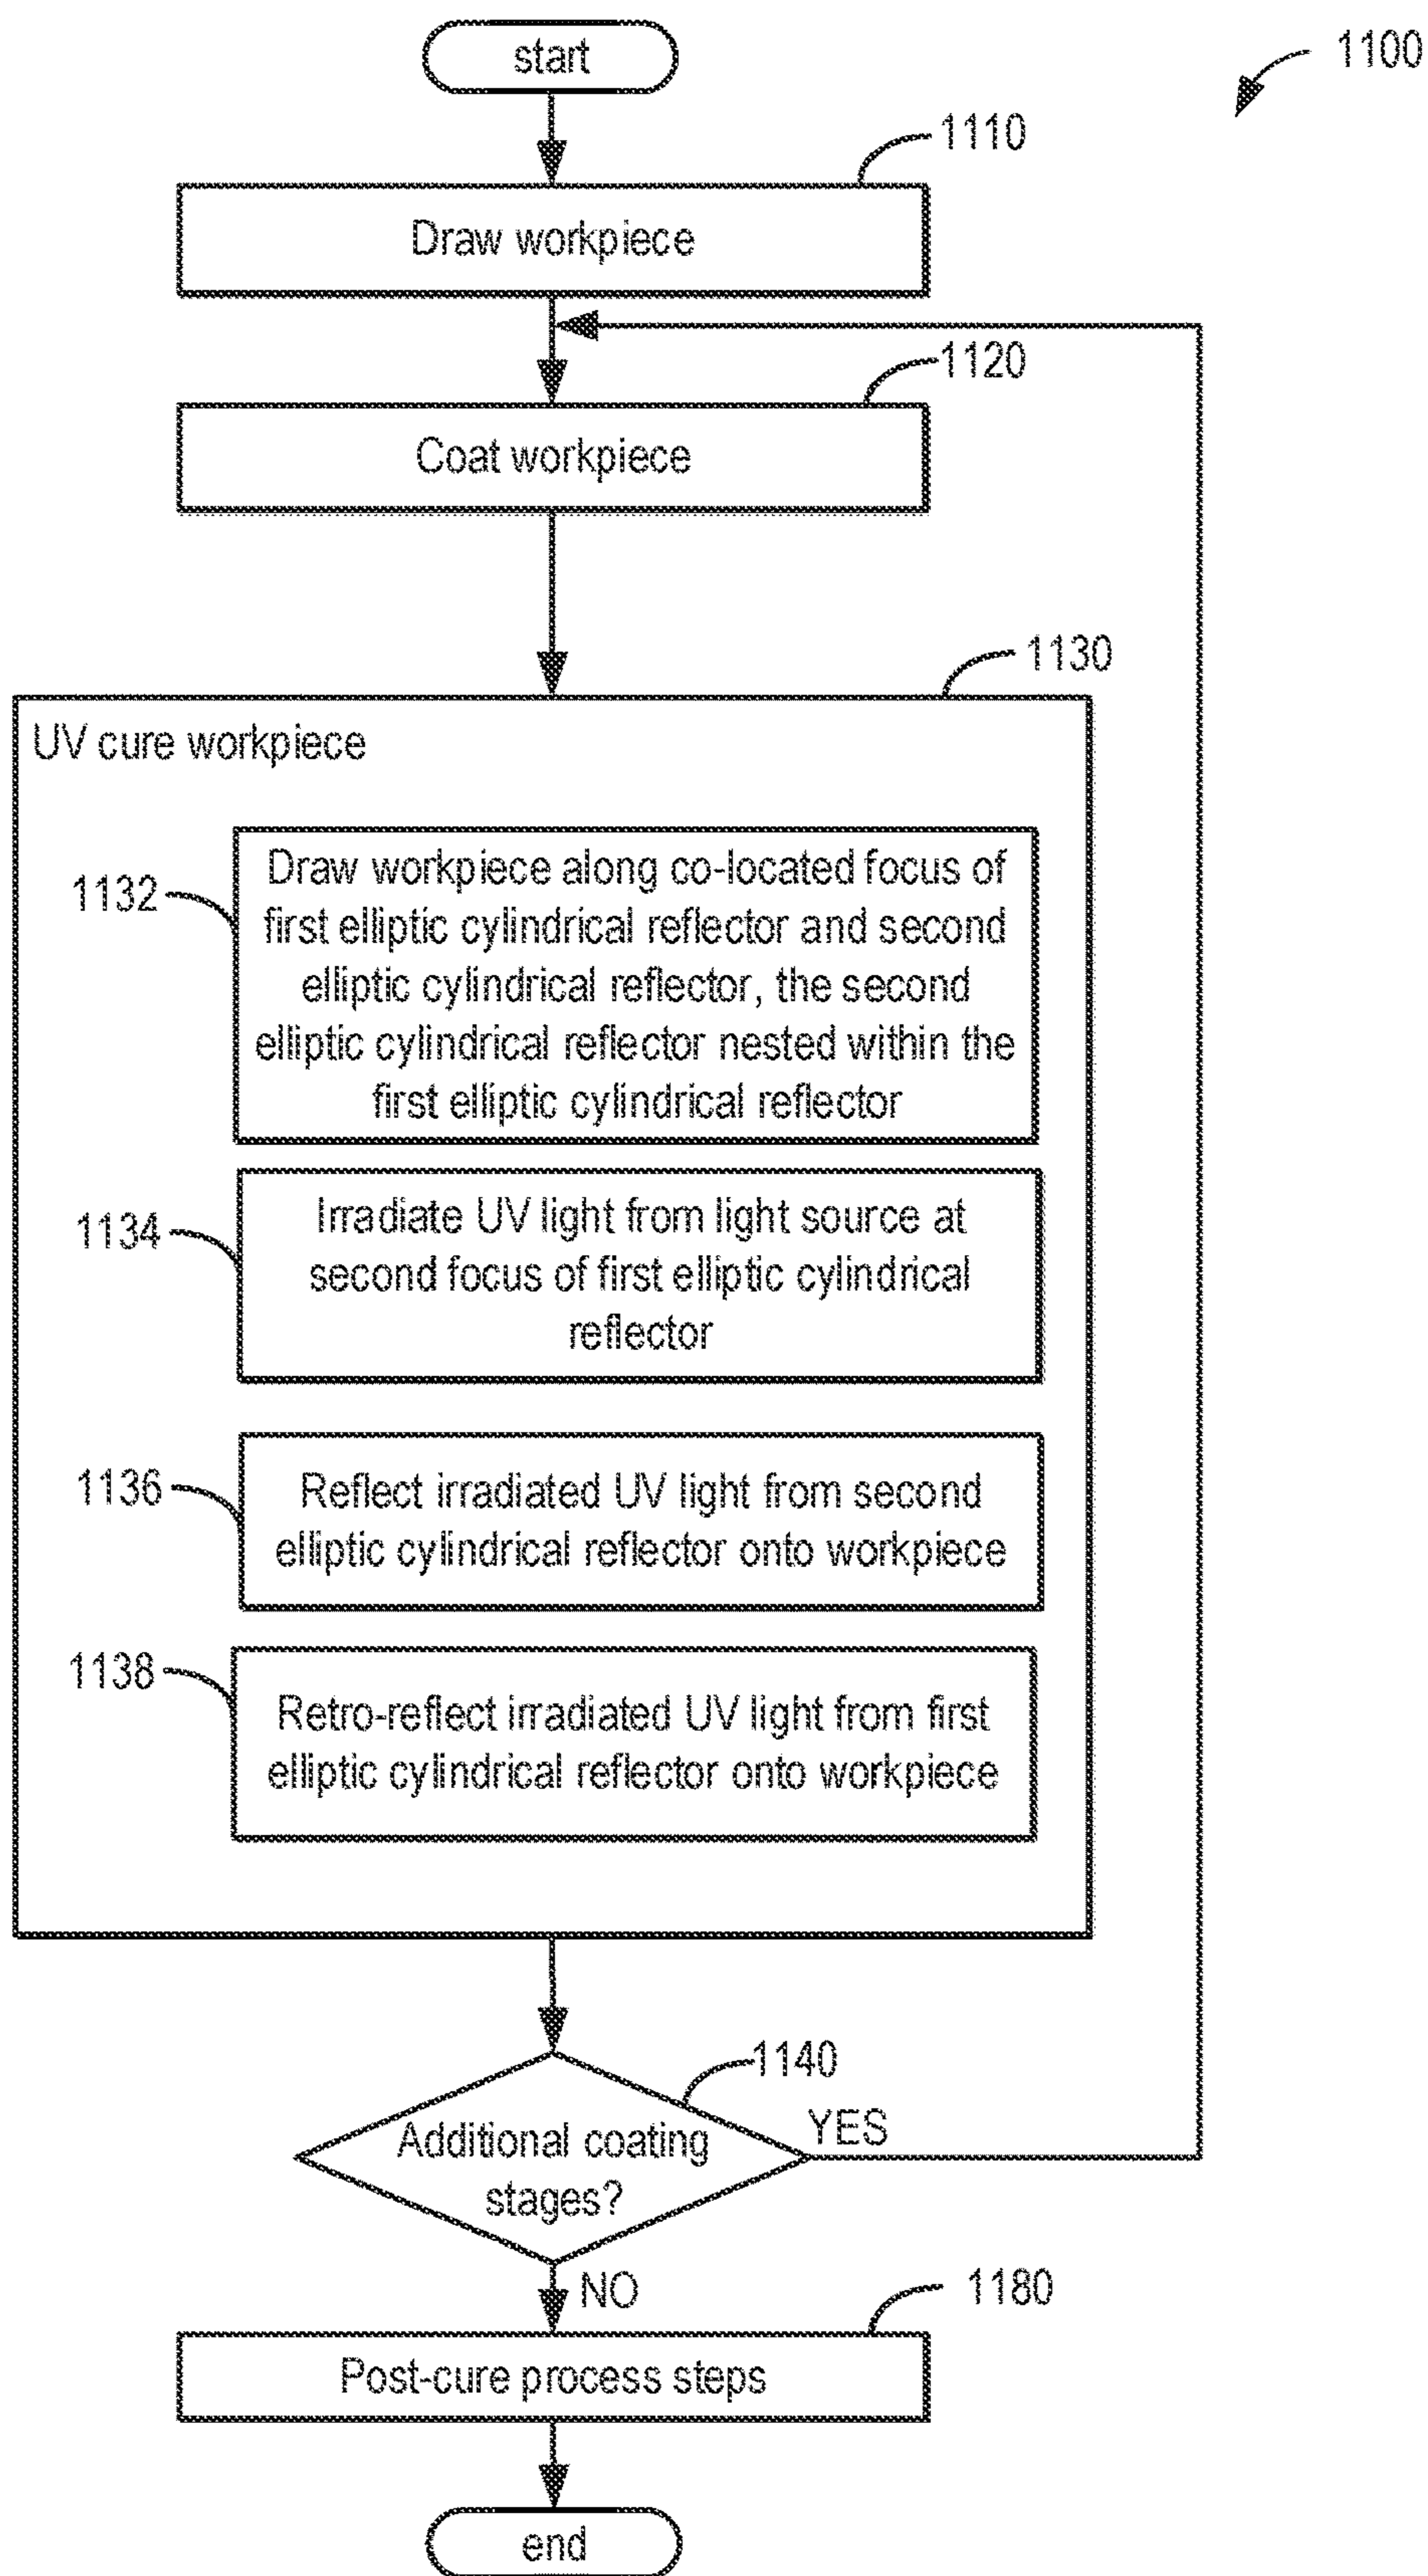 start
1100
1110
Draw workpiece
1120
Coat workpiece
1130
UV cure workpiece
1132
Draw workpiece along co-located focus of
first elliptic cylindrical reflector and second
elliptic cylindrical reflector, the second
elliptic cylindrical reflector nested within the
first elliptic cylindrical reflector
1134
Irradiate UV light from light source at
second focus of first elliptic cylindrical
reflector
1136
Reflect irradiated UV light from second
elliptic cylindrical reflector onto workpiece
1138
Retro-reflect irradiated UV light from first
elliptic cylindrical reflector onto workpiece
1140
YES
Additional coating
stages?
NO
1180
Post-cure process steps
end